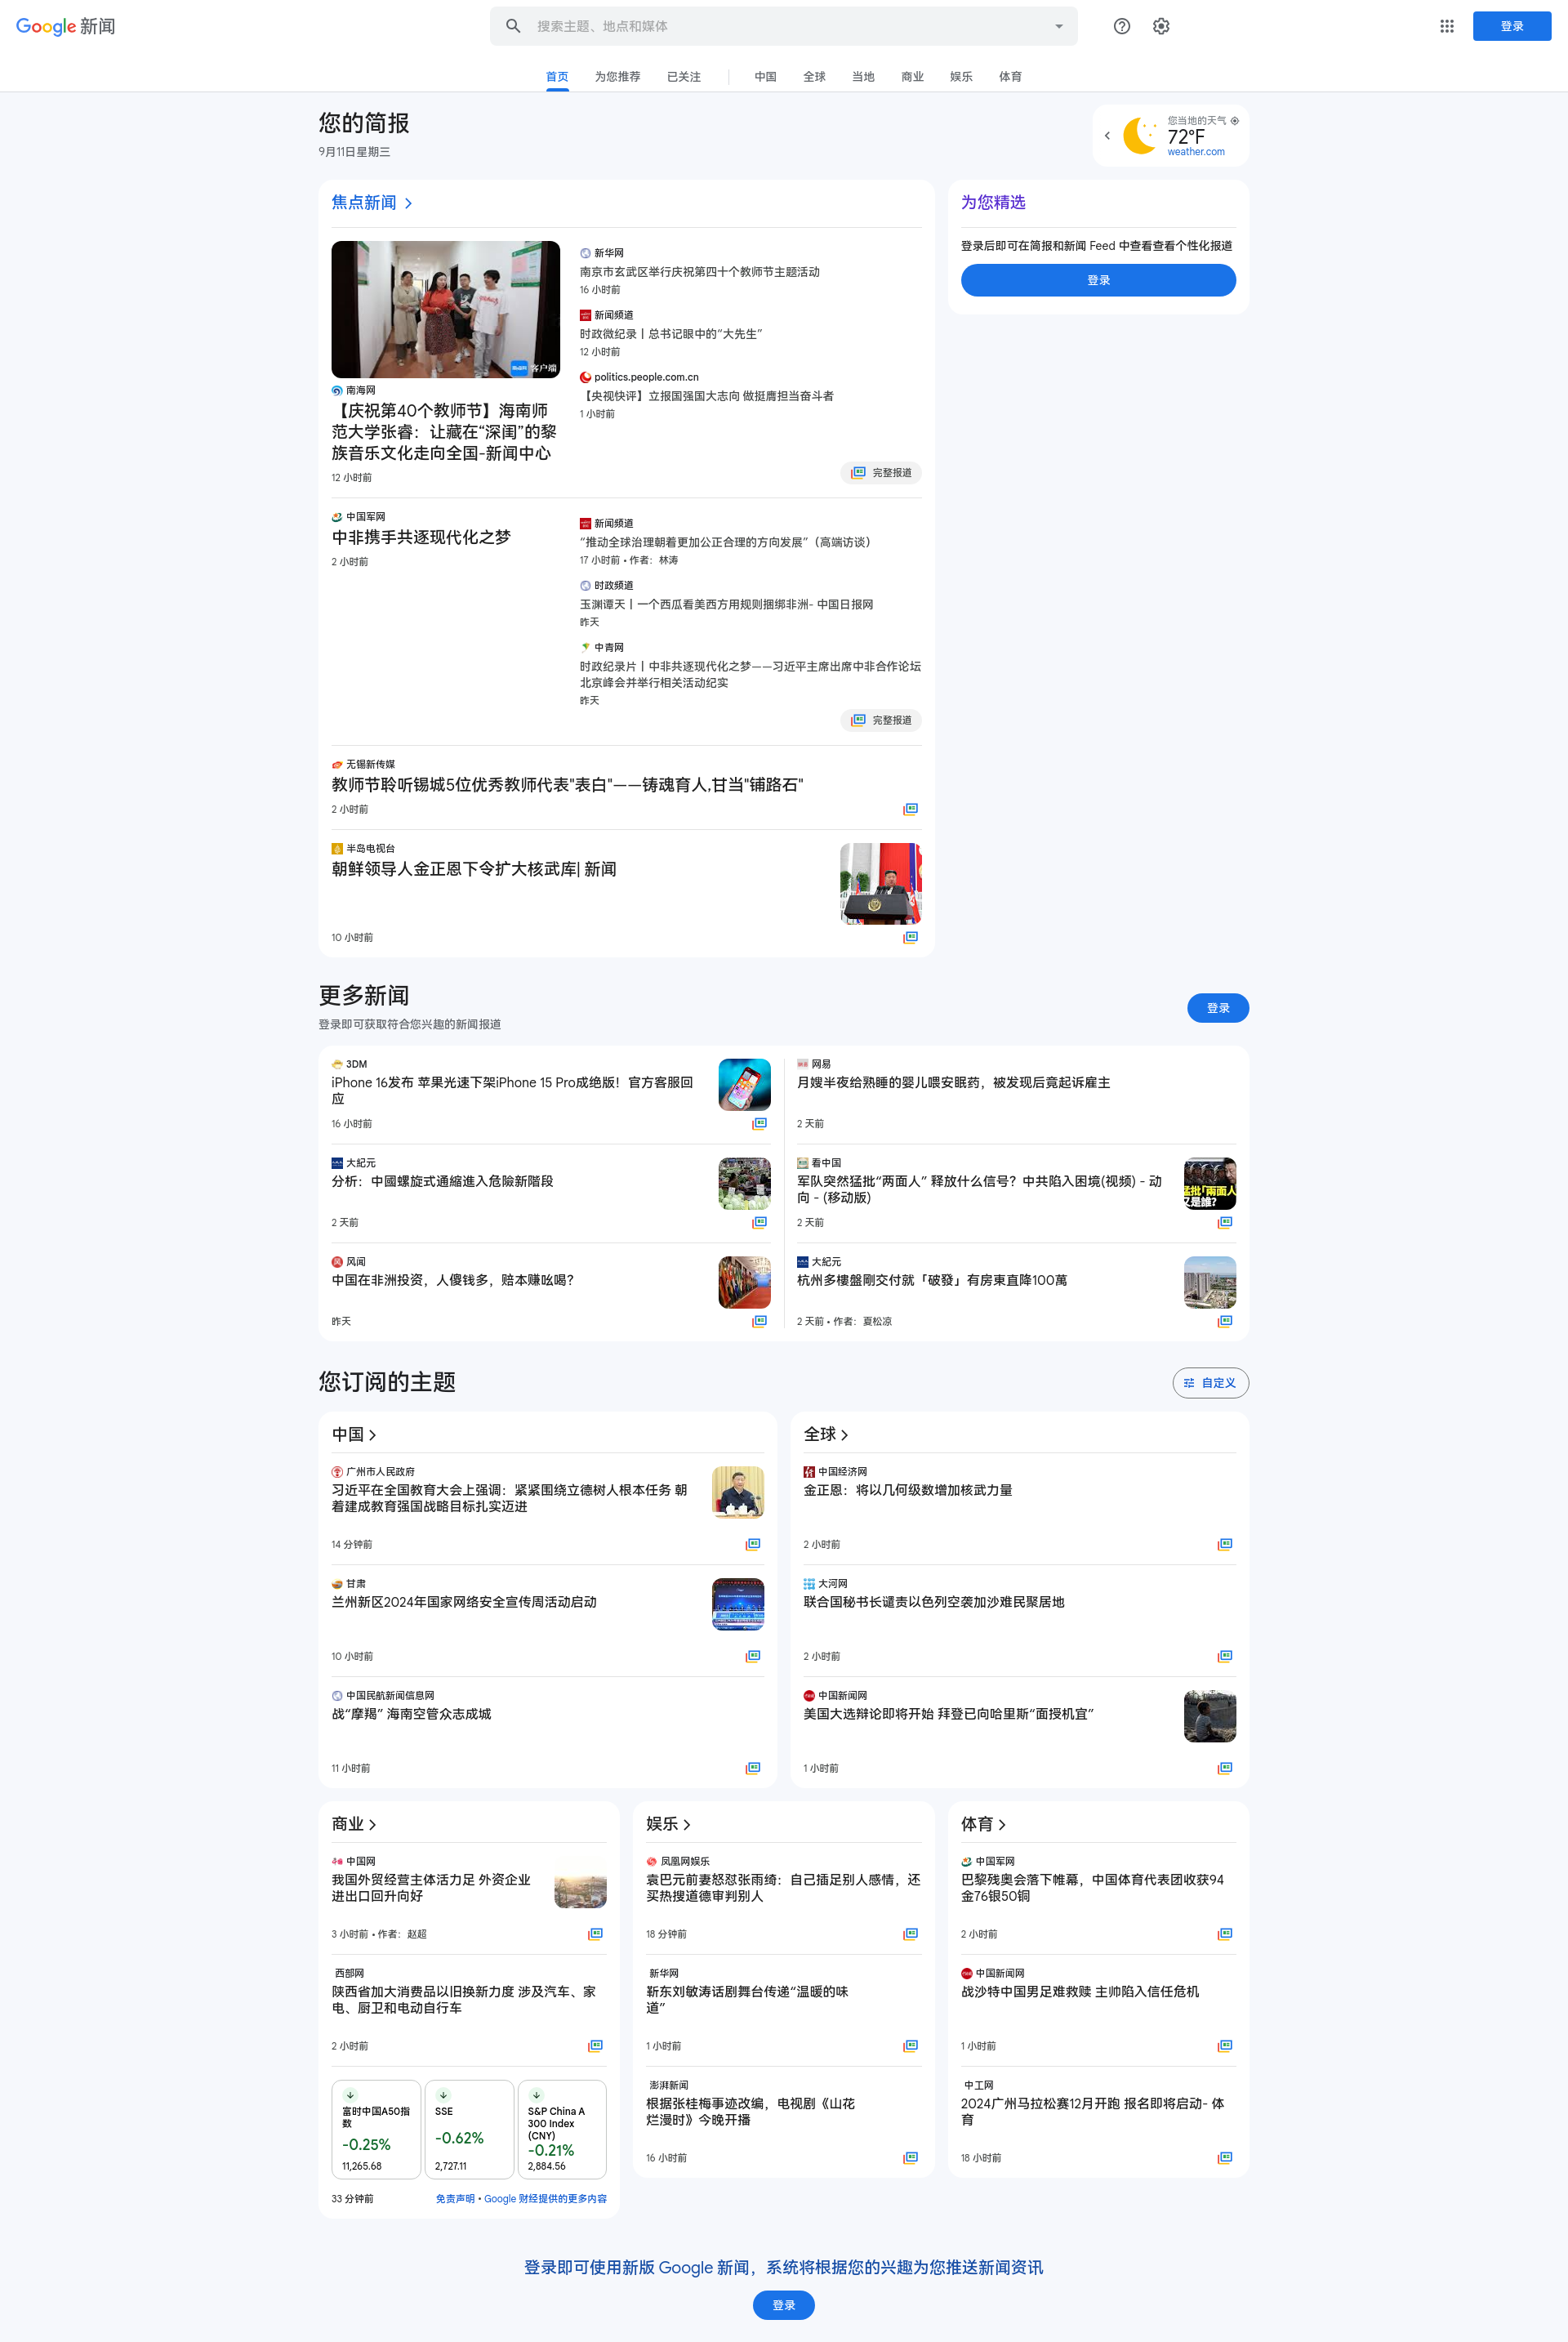 Google 新闻
搜索主题、地点和媒体
登录
首页 为您推荐 已关注 中国 全球 当地 商业 娱乐 体育
您的简报
9月11日星期三
您当地的天气
72°F
weather.com
焦点新闻
客户端
南海网
【庆祝第40个教师节】海南师
范大学张睿：让藏在“深闺”的黎
族音乐文化走向全国-新闻中心
12 小时前
新华网
南京市玄武区举行庆祝第四十个教师节主题活动
16 小时前
新闻频道
时政微纪录丨总书记眼中的“大先生”
12 小时前
politics.people.com.cn
【央视快评】立报国强国大志向 做挺膺担当奋斗者
1 小时前
完整报道
中国军网
中非携手共逐现代化之梦
2 小时前
新闻频道
“推动全球治理朝着更加公正合理的方向发展”（高端访谈）
17 小时前 • 作者：林涛
时政频道
玉渊谭天丨一个西瓜看美西方用规则捆绑非洲- 中国日报网
昨天
中青网
时政纪录片丨中非共逐现代化之梦——习近平主席出席中非合作论坛
北京峰会并举行相关活动纪实
昨天
完整报道
无锡新传媒
教师节聆听锡城5位优秀教师代表"表白"——铸魂育人,甘当"铺路石"
2 小时前
半岛电视台
朝鲜领导人金正恩下令扩大核武库| 新闻
10 小时前
为您精选
登录后即可在简报和新闻 Feed 中查看查看个性化报道
登录
更多新闻
登录即可获取符合您兴趣的新闻报道
登录
3DM
iPhone 16发布 苹果光速下架iPhone 15 Pro成绝版！官方客服回
应
16 小时前
大紀元
分析：中國螺旋式通縮進入危險新階段
2 天前
风闻
中国在非洲投资，人傻钱多，赔本赚吆喝？
昨天
网易
月嫂半夜给熟睡的婴儿喂安眠药，被发现后竟起诉雇主
2 天前
看中国
军队突然猛批“两面人” 释放什么信号？中共陷入困境(视频) - 动
向 - (移动版)
猛批「兩面人
又是誰?
2 天前
大紀元
杭州多樓盤剛交付就「破發」有房東直降100萬
2 天前 • 作者：夏松凉
您订阅的主题
自定义
中国
广州市人民政府
习近平在全国教育大会上强调：紧紧围绕立德树人根本任务 朝
着建成教育强国战略目标扎实迈进
14 分钟前
甘肃
兰州新区2024年国家网络安全宣传周活动启动
10 小时前
中国民航新闻信息网
战“摩羯” 海南空管众志成城
11 小时前
全球
中国经济网
金正恩：将以几何级数增加核武力量
2 小时前
大河网
联合国秘书长谴责以色列空袭加沙难民聚居地
2 小时前
中国新闻网
美国大选辩论即将开始 拜登已向哈里斯“面授机宜”
1 小时前
商业
中国网
我国外贸经营主体活力足 外资企业
进出口回升向好
3 小时前 • 作者：赵超
西部网
陕西省加大消费品以旧换新力度 涉及汽车、家
电、厨卫和电动自行车
2 小时前
富时中国A50指
数
-0.25%
11,265.68
SSE
-0.62%
2,727.11
S&P China A
300 Index
(CNY)
-0.21%
2,884.56
33 分钟前
免责声明 • Google 财经提供的更多内容
娱乐
凤凰网娱乐
袁巴元前妻怒怼张雨绮：自己插足别人感情，还
买热搜道德审判别人
18 分钟前
新华网
靳东刘敏涛话剧舞台传递“温暖的味
道”
1 小时前
澎湃新闻
根据张桂梅事迹改编，电视剧《山花
烂漫时》今晚开播
16 小时前
体育
中国军网
巴黎残奥会落下帷幕，中国体育代表团收获94
金76银50铜
2 小时前
中国新闻网
战沙特中国男足难救赎 主帅陷入信任危机
1 小时前
中工网
2024广州马拉松赛12月开跑 报名即将启动- 体
育
18 小时前
登录即可使用新版 Google 新闻，系统将根据您的兴趣为您推送新闻资讯
登录